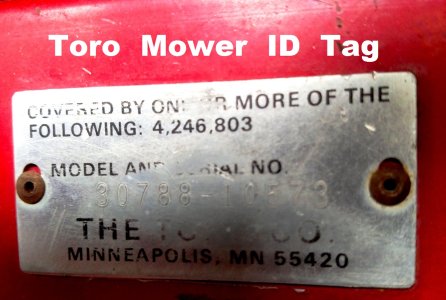 Toro Mower ID Tag
COVERED BY ONE OR MORE OF THE
FOLLOWING: 4,246,803
MODEL AND SERIAL NO.
30788-10573
THE TORO CO.
MINNEAPOLIS, MN 55420